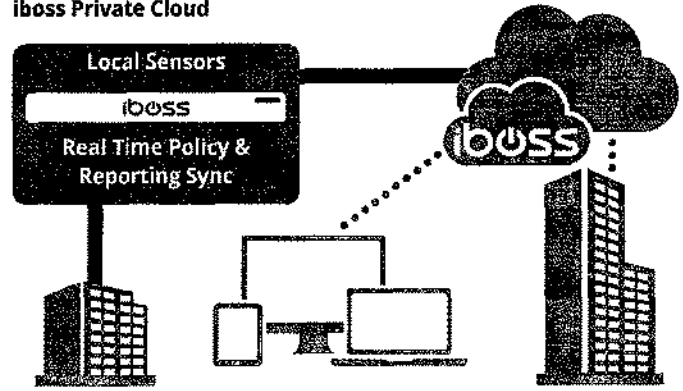 iboss Private Cloud
Local Sensors
iboss
Real Time Policy &
Reporting Sync
iboss